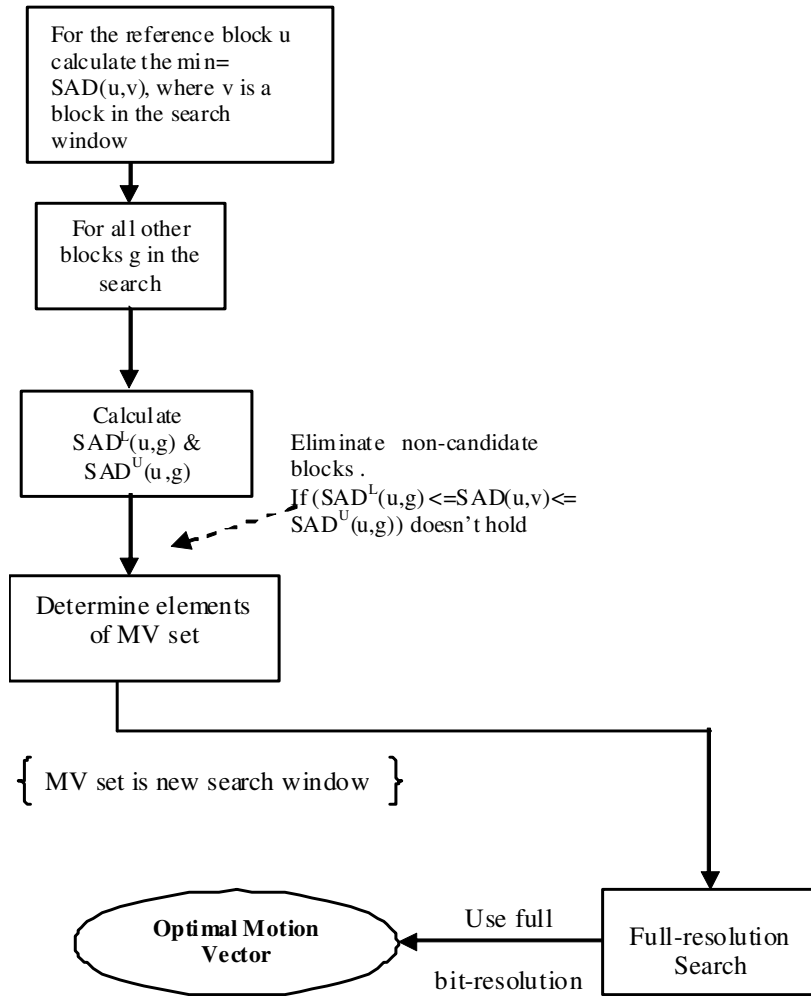 For the reference block u
calculate the min=
SAD(u,v), where v is a
block in the search
window
For all other
blocks g in the
search
Calculate
SAD^L(u,g) &
SAD^U(u,g)
Eliminate non-candidate
blocks .
If (SAD^L(u,g) <=SAD(u,v)<=
SAD^U(u,g)) doesn't hold
Determine elements
of MV set
{ MV set is new search window }
Optimal Motion
Vector
Use full
bit-resolution
Full-resolution
Search